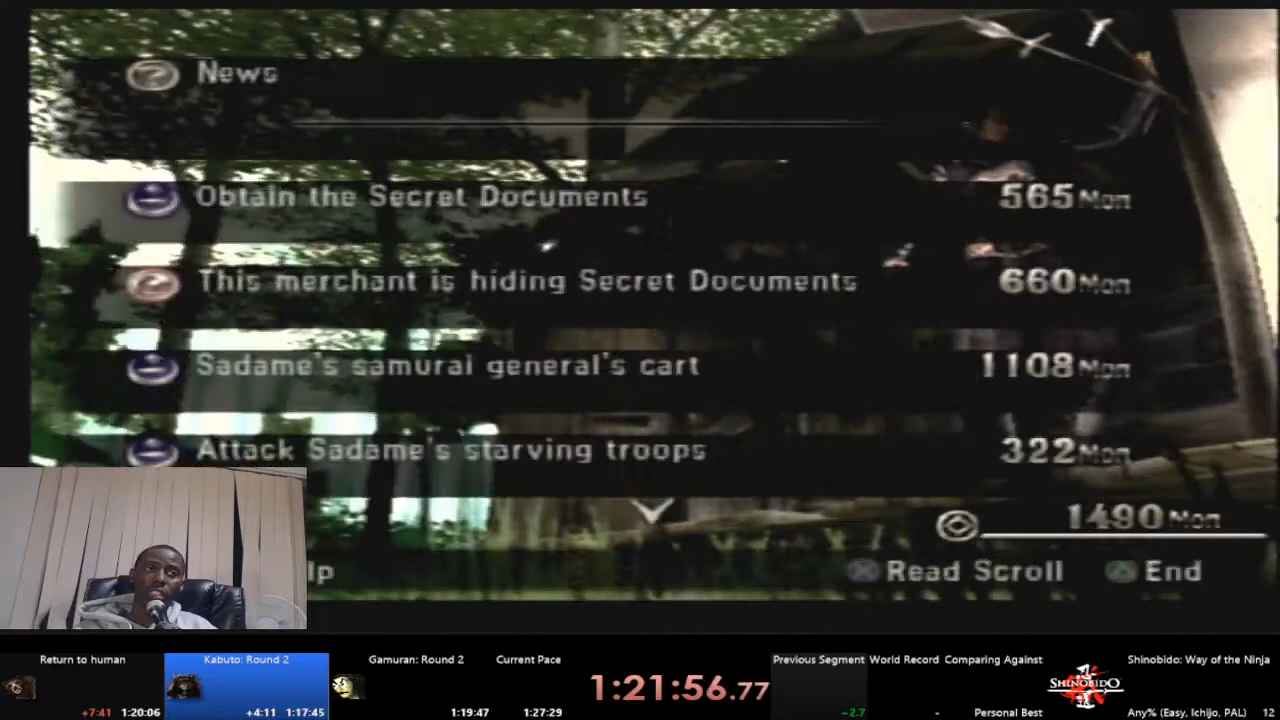 News
Obtain the Secret Documents 565 Mon
This merchant is hiding Secret Documents 660 Mon
Sadame's samurai general's cart 1108 Mon
Attack Sadame's starving troops 322 Mon
1490 Mon
lp Read Scroll End
Return to human Kabuto: Round 2 Gamuran: Round 2 Current Pace Previous Segment World Record Comparing Against Shinobido: Way of the Ninja
1:21:56.77
SHINOBIDO
+7:41 1:20:06 +4:11 1:17:45 1:19:47 1:27:29 -2.7 - Personal Best Any% (Easy, Ichijo, PAL) 12